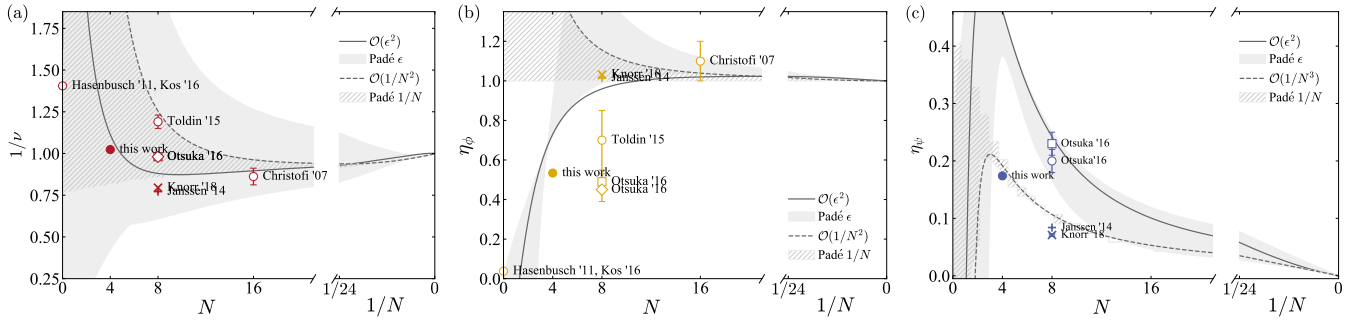 (a)
1.75
1.50
1.25
1.00
0.75
0.50
0.25
1/ν
0
4
8
16
N
1/24
0
1/N
O(ϵ²)
Padé ϵ
O(1/N²)
Padé 1/N
Hasenbusch '11, Kos '16
Toldin '15
this work
Otsuka '16
Christofi '07
Knorr '18
Janssen '14
(b)
1.2
1.0
0.8
0.6
0.4
0.2
0.0
η_ϕ
0
4
8
16
N
1/24
0
1/N
O(ϵ²)
Padé ϵ
O(1/N²)
Padé 1/N
Christofi '07
Janssen '14
Toldin '15
this work
Otsuka '16
Otsuka '16
Hasenbusch '11, Kos '16
(c)
0.4
0.3
0.2
0.1
0.0
η_ψ
0
4
8
16
N
1/24
0
1/N
O(ϵ²)
Padé ϵ
O(1/N³)
Padé 1/N
Otsuka '16
Otsuka'16
this work
Janssen '14
Knorr '18